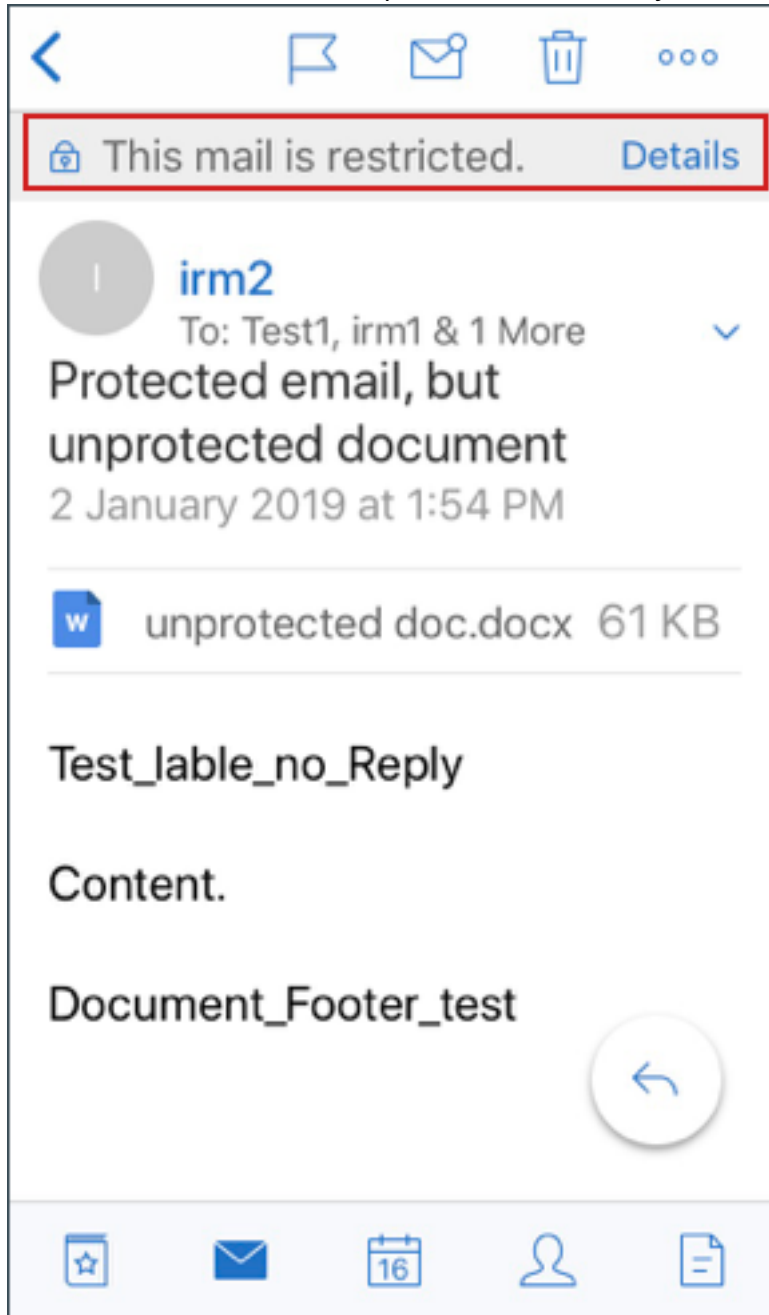 This mail is restricted. Details
I
irm2
To: Test1, irm1 & 1 More
Protected email, but
unprotected document
2 January 2019 at 1:54 PM
W unprotected doc.docx 61 KB
Test_lable_no_Reply
Content.
Document_Footer_test
16